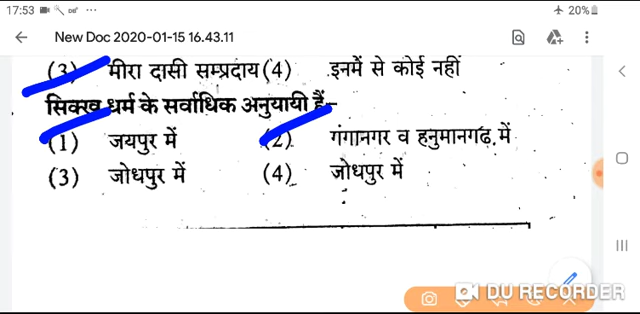 17:53 20%
New Doc 2020-01-15 16.43.11
(3) मीरा दासी सम्प्रदाय (4) इनमें से कोई नहीं
सिक्ख धर्म के सर्वाधिक अनुयायी हैं-
(1) जयपुर में (2) गंगानगर व हनुमानगढ़ में
(3) जोधपुर में (4) जोधपुर में
DU RECORDER